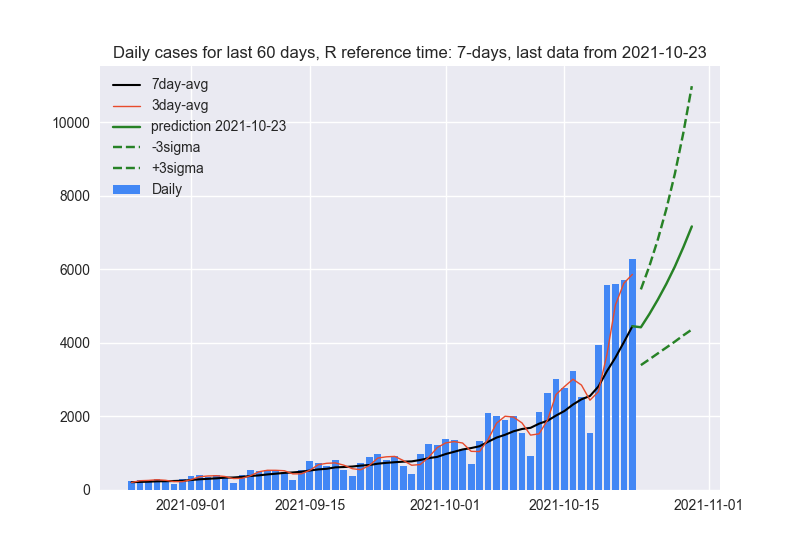 Daily cases for last 60 days, R reference time: 7-days, last data from 2021-10-23
7day-avg
3day-avg
prediction 2021-10-23
-3sigma
+3sigma
Daily
10000
8000
6000
4000
2000
0
2021-09-01 2021-09-15 2021-10-01 2021-10-15 2021-11-01